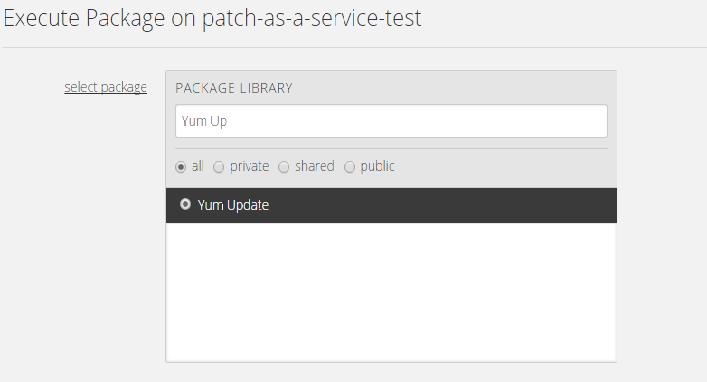 Execute Package on patch-as-a-service-test
select package
PACKAGE LIBRARY
Yum Up
all private shared public
Yum Update